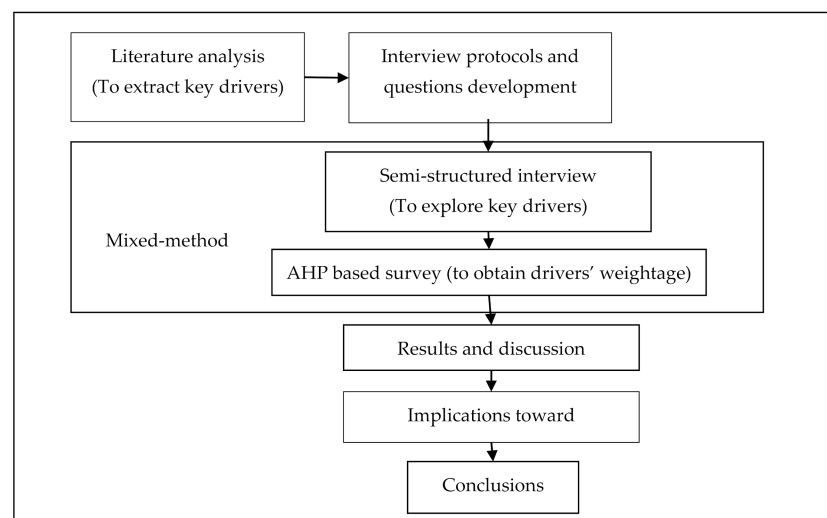 Literature analysis
(To extract key drivers)
Interview protocols and
questions development
Semi-structured interview
(To explore key drivers)
Mixed-method
AHP based survey (to obtain drivers’ weightage)
Results and discussion
Implications toward
Conclusions